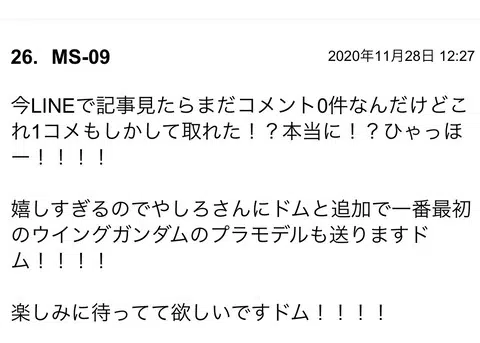 26. MS-09
2020年11月28日 12:27
今LINEで記事見たらまだコメント0件なんだけどこ
れ1コメもしかして取れた！？本当に！？ひゃっほ
ー！！！！
嬉しすぎるのでやしろさんにドムと追加で一番最初
のウイングガンダムのプラモデルも送りますド
ム！！！！
楽しみに待ってて欲しいですドム！！！！